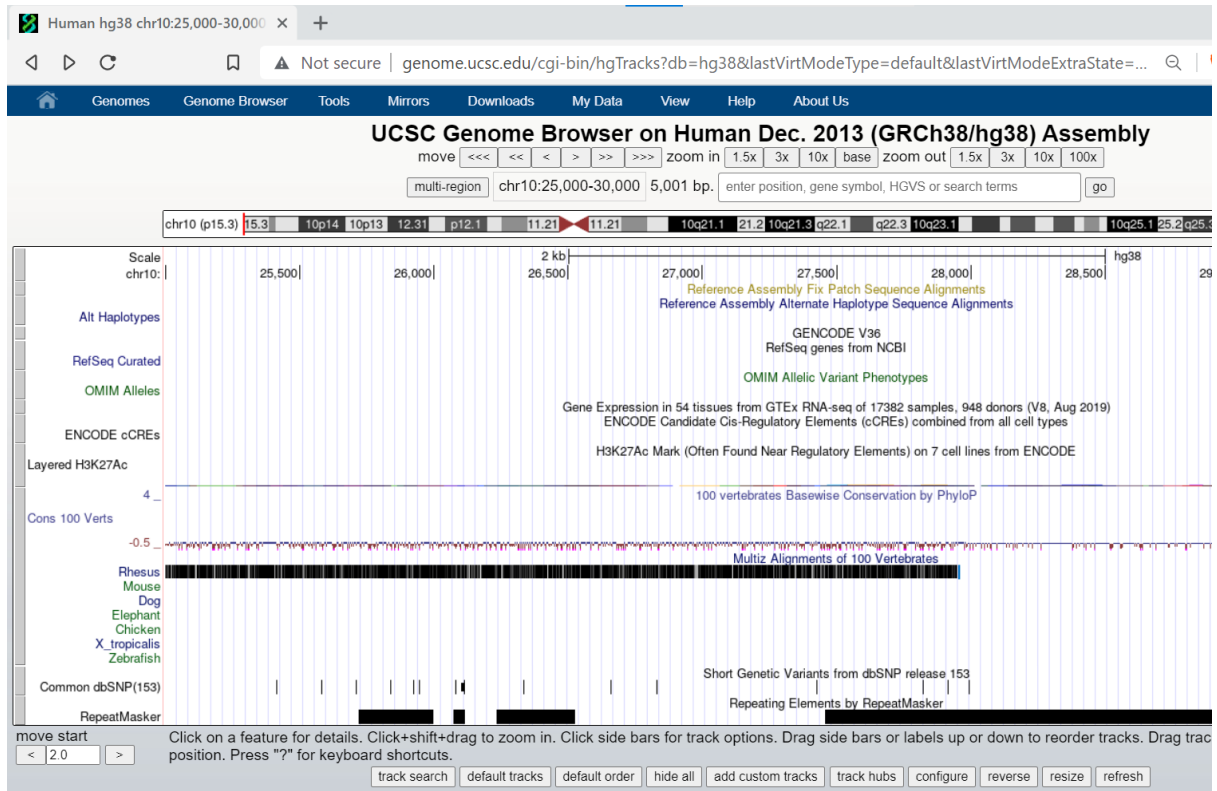 Human hg38 chr10:25,000-30,000
Not secure | genome.ucsc.edu/cgi-bin/hgTracks?db=hg38&lastVirtModeType=default&lastVirtModeExtraState=...
Genomes Genome Browser Tools Mirrors Downloads My Data View Help About Us
UCSC Genome Browser on Human Dec. 2013 (GRCh38/hg38) Assembly
move <<< << < > >> >>> zoom in 1.5x 3x 10x base zoom out 1.5x 3x 10x 100x
multi-region chr10:25,000-30,000 5,001 bp. enter position, gene symbol, HGVS or search terms go
chr10 (p15.3) 15.3 10p14 10p13 12.31 p12.1 11.21 11.21 10q21.1 21.2 10q21.3 q22.1 q22.3 10q23.1 10q25.1 25.2 q25.3
Scale 2 kb hg38
chr10: 25,500 26,000 26,500 27,000 27,500 28,000 28,500 29
Reference Assembly Fix Patch Sequence Alignments
Reference Assembly Alternate Haplotype Sequence Alignments
Alt Haplotypes
GENCODE V36
RefSeq genes from NCBI
RefSeq Curated
OMIM Allelic Variant Phenotypes
OMIM Alleles
Gene Expression in 54 tissues from GTEx RNA-seq of 17382 samples, 948 donors (V8, Aug 2019)
ENCODE Candidate Cis-Regulatory Elements (cCREs) combined from all cell types
ENCODE cCREs
H3K27Ac Mark (Often Found Near Regulatory Elements) on 7 cell lines from ENCODE
Layered H3K27Ac
4 _ 100 vertebrates Basewise Conservation by PhyloP
Cons 100 Verts
-0.5 _
Multiz Alignments of 100 Vertebrates
Rhesus
Mouse
Dog
Elephant
Chicken
X_tropicalis
Zebrafish
Short Genetic Variants from dbSNP release 153
Common dbSNP(153)
Repeating Elements by RepeatMasker
RepeatMasker
move start Click on a feature for details. Click+shift+drag to zoom in. Click side bars for track options. Drag side bars or labels up or down to reorder tracks. Drag trac
< 2.0 > position. Press "?" for keyboard shortcuts.
track search default tracks default order hide all add custom tracks track hubs configure reverse resize refresh